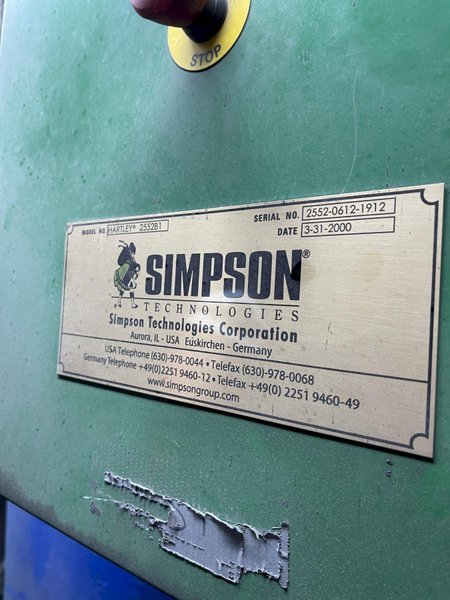 STOP
MODEL NO. HARTLEY® 2552B1
SERIAL NO. 2552-0612-1912
DATE 3-31-2000
SIMPSON®
TECHNOLOGIES
Simpson Technologies Corporation
Aurora, IL - USA Euskirchen - Germany
USA Telephone (630)-978-0044 • Telefax (630)-978-0068
Germany Telephone +49(0)2251 9460-12 • Telefax +49(0) 2251 9460-49
www.simpsongroup.com